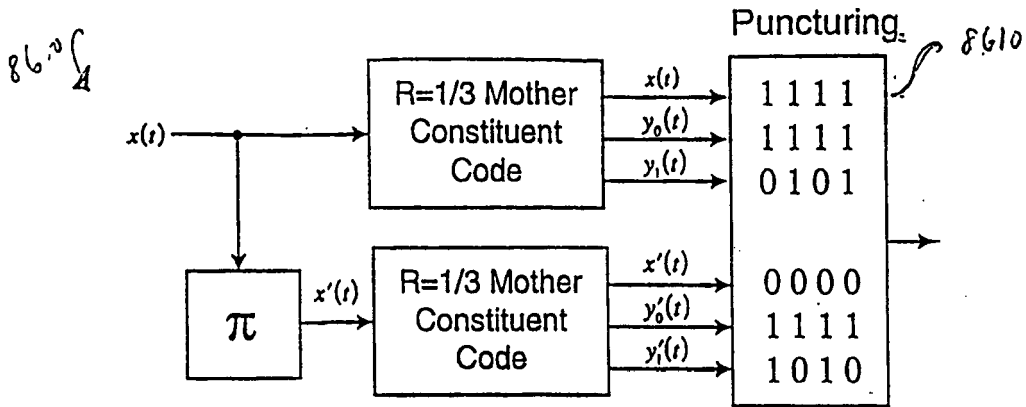 Puncturing
8610
x(t)
R=1/3 Mother
Constituent
Code
x(t)
y₀(t)
y₁(t)
1 1 1 1
1 1 1 1
0 1 0 1
π
x'(t)
R=1/3 Mother
Constituent
Code
x'(t)
y'₀(t)
y'₁(t)
0 0 0 0
1 1 1 1
1 0 1 0